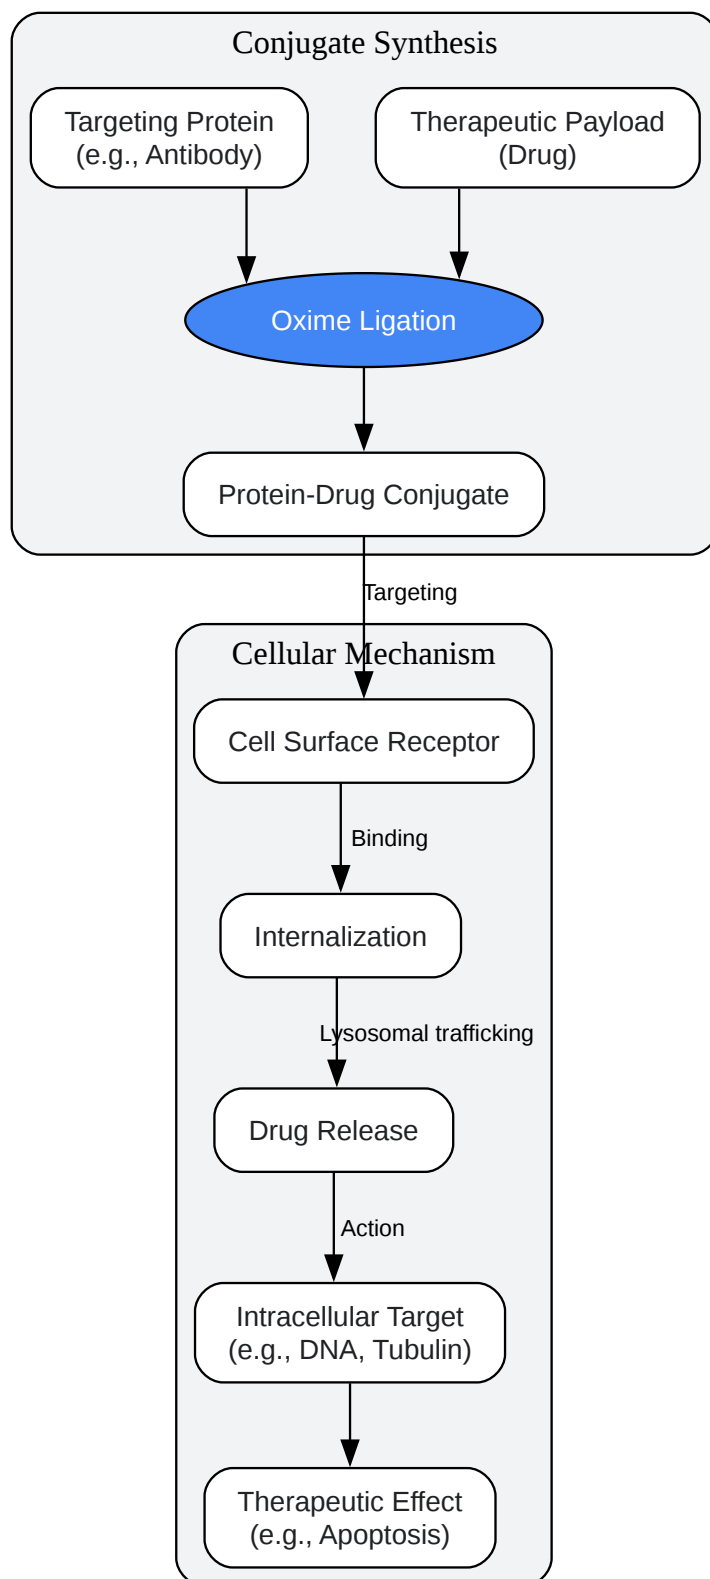 Conjugate Synthesis
Targeting Protein
(e.g., Antibody)
Therapeutic Payload
(Drug)
Oxime Ligation
Protein-Drug Conjugate
Targeting
Cellular Mechanism
Cell Surface Receptor
Binding
Internalization
Lysosomal trafficking
Drug Release
Action
Intracellular Target
(e.g., DNA, Tubulin)
Therapeutic Effect
(e.g., Apoptosis)